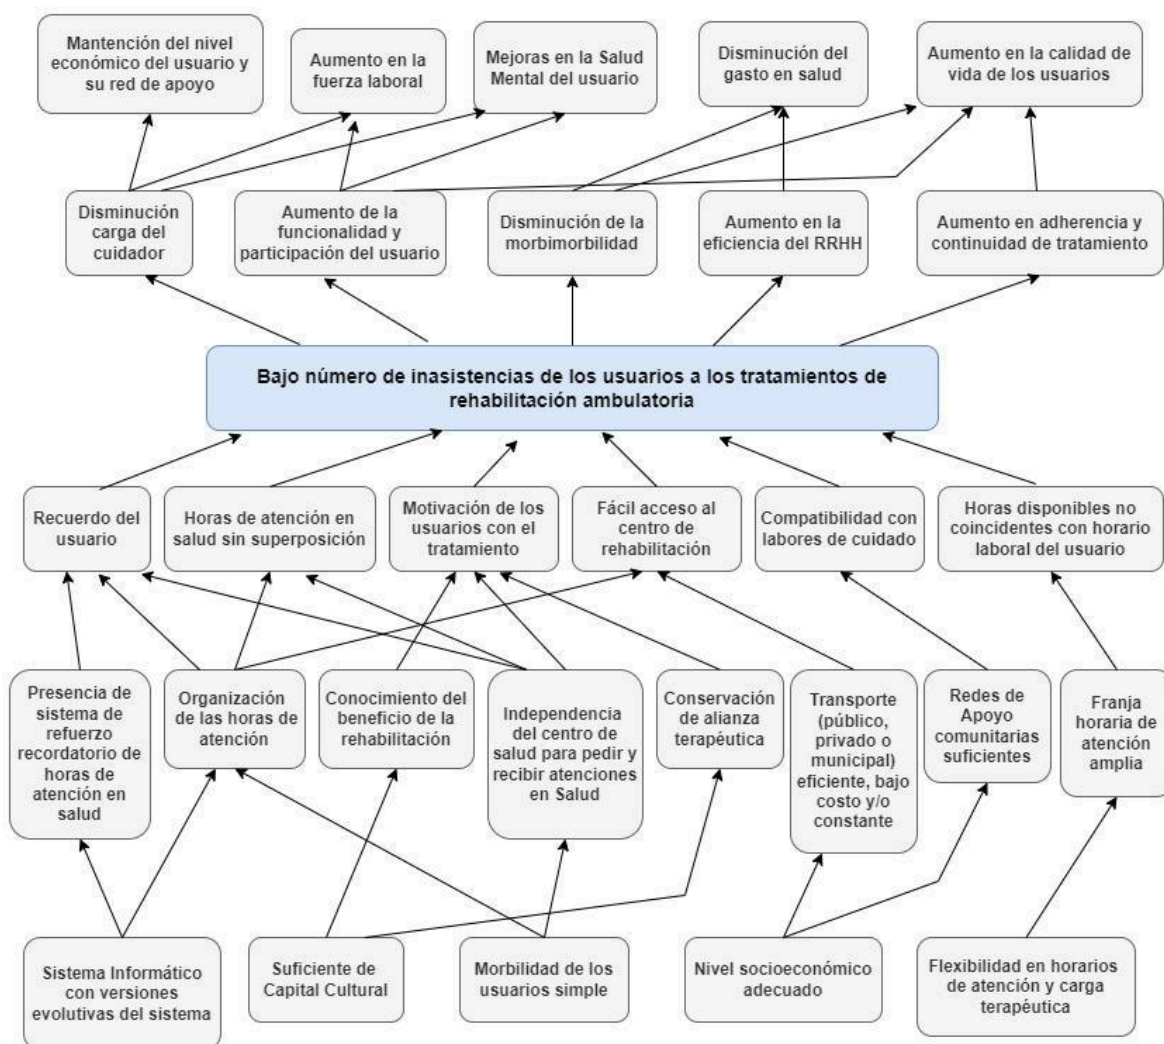 Mantención del nivel
económico del usuario y
su red de apoyo
Aumento en la
fuerza laboral
Mejoras en la Salud
Mental del usuario
Disminución del
gasto en salud
Aumento en la calidad de
vida de los usuarios
Disminución
carga del
cuidador
Aumento de la
funcionalidad y
participación del usuario
Disminución de la
morbimorbilidad
Aumento en la
eficiencia del RRHH
Aumento en adherencia y
continuidad de tratamiento
Bajo número de inasistencias de los usuarios a los tratamientos de
rehabilitación ambulatoria
Recuerdo del
usuario
Horas de atención en
salud sin superposición
Motivación de los
usuarios con el
tratamiento
Fácil acceso al
centro de
rehabilitación
Compatibilidad con
labores de cuidado
Horas disponibles no
coincidentes con horario
laboral del usuario
Presencia de
sistema de
refuerzo
recordatorio de
horas de
atención en
salud
Organización
de las horas de
atención
Conocimiento del
beneficio de la
rehabilitación
Independencia
del centro de
salud para pedir y
recibir atenciones
en Salud
Conservación
de alianza
terapéutica
Transporte
(público,
privado o
municipal)
eficiente, bajo
costo y/o
constante
Redes de
Apoyo
comunitarias
suficientes
Franja
horaria de
atención
amplia
Sistema Informático
con versiones
evolutivas del sistema
Suficiente de
Capital Cultural
Morbilidad de los
usuarios simple
Nivel socioeconómico
adecuado
Flexibilidad en horarios
de atención y carga
terapéutica